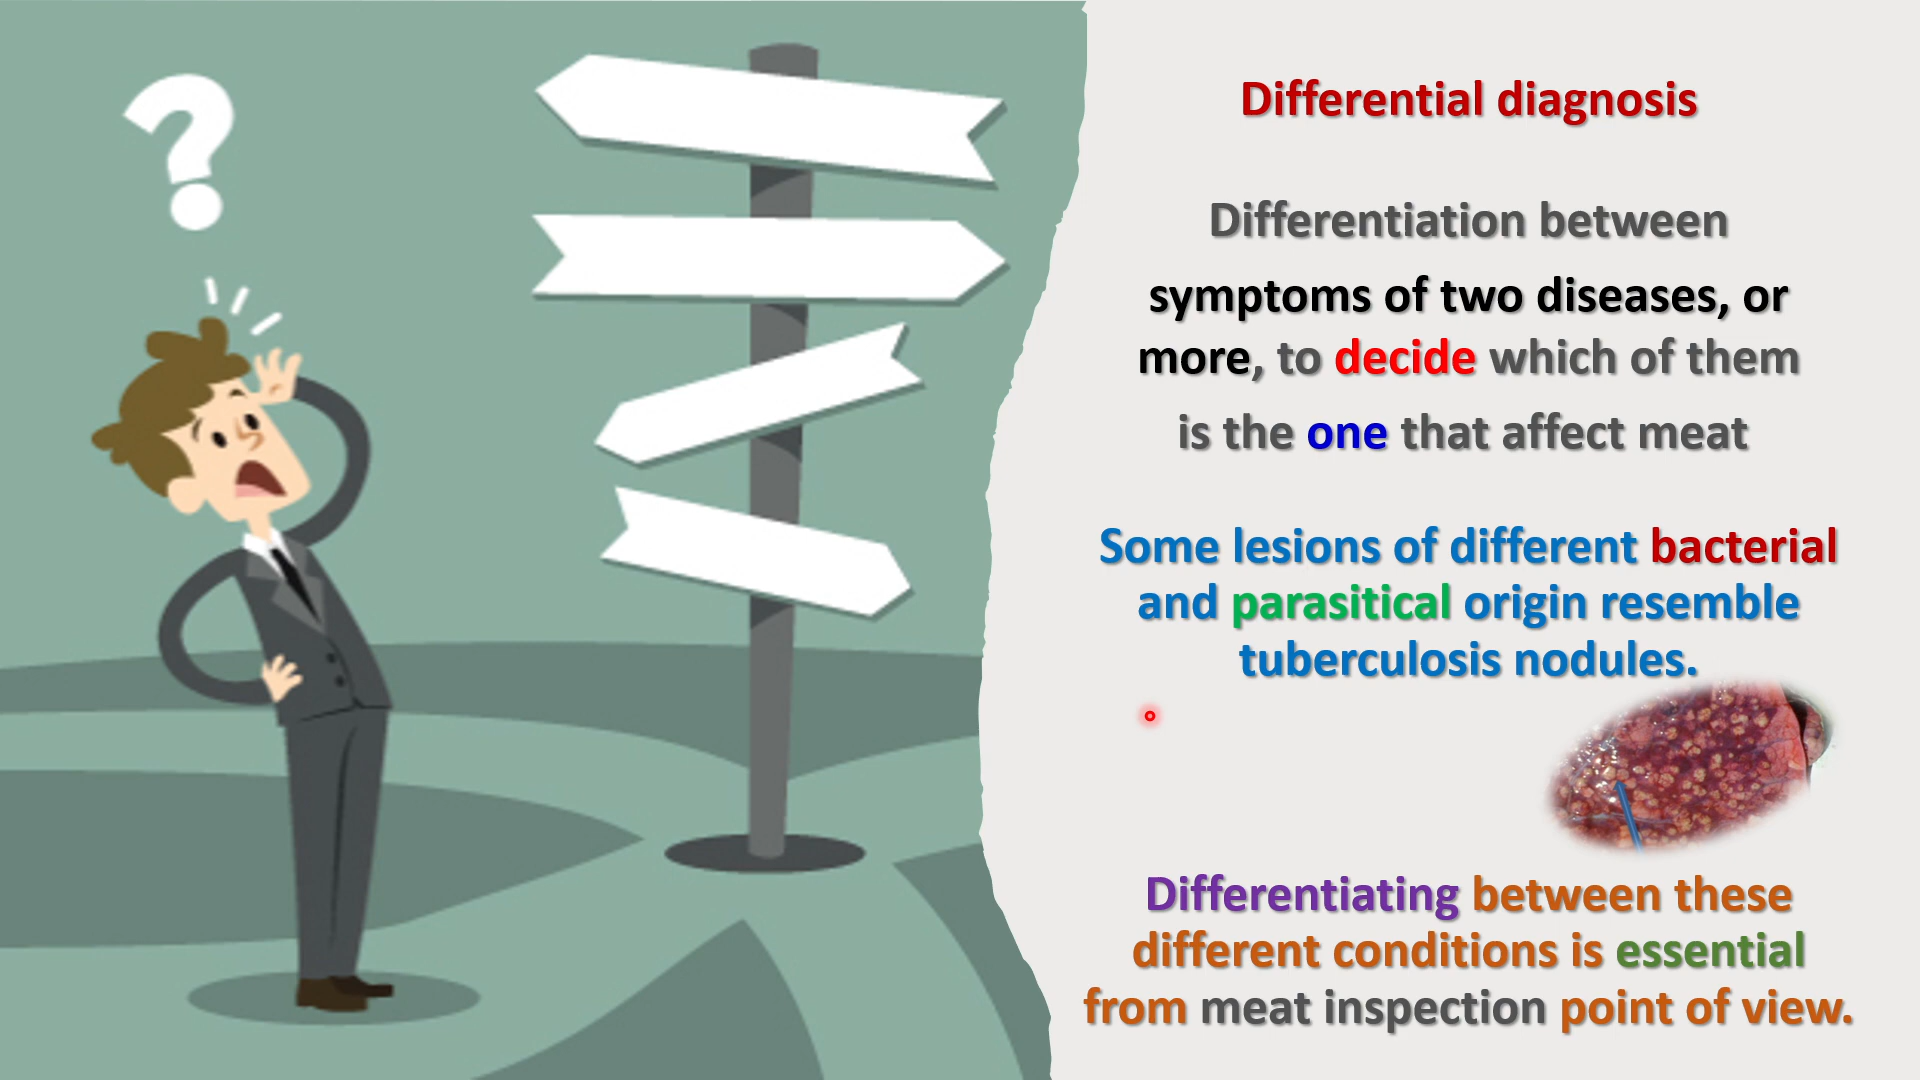 ?
Differential diagnosis
Differentiation between
symptoms of two diseases, or
more, to decide which of them
is the one that affect meat
Some lesions of different bacterial
and parasitical origin resemble
tuberculosis nodules.
Differentiating between these
different conditions is essential
from meat inspection point of view.